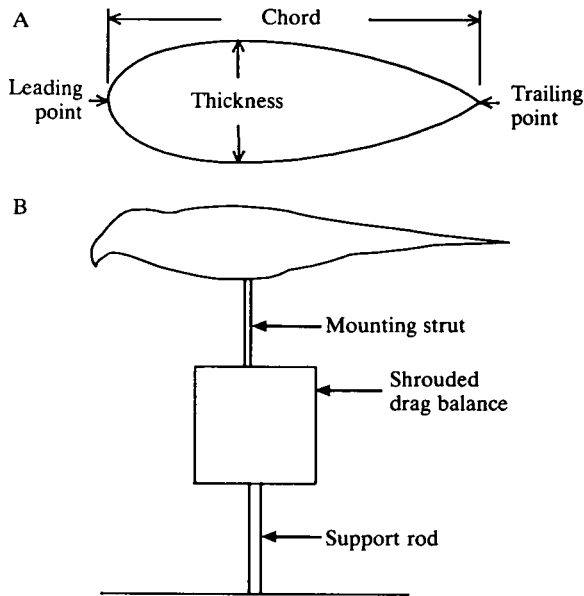 A
Chord
Leading
point
Thickness
Trailing
point
B
Mounting strut
Shrouded
drag balance
Support rod